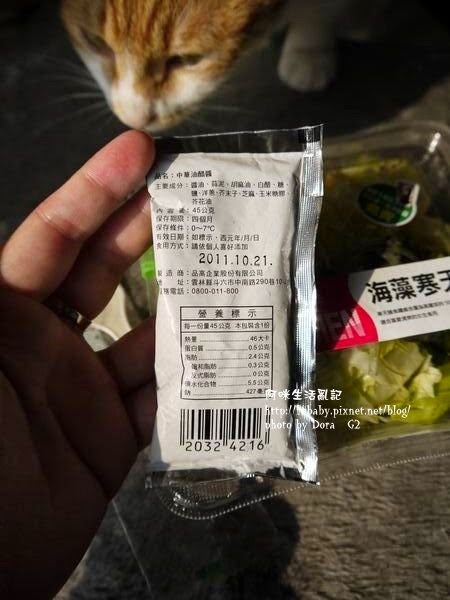 品名:中華油醋醬
主要成分:醬油、蒜泥、胡麻油、白醋、糖、
鹽、洋蔥、芥末子、芝麻、玉米糖膠、
芥花油
內容量:45公克
保存期限:四個月
保存條件:0~7℃
有效日期:如標示,西元年/月/日
食用方式:請依個人喜好添加
2011.10.21.
製造商:品高企業股份有限公司
地址:雲林縣斗六市中南路290巷10
消費者專線:0800-011-800
營養標示
每一份量45公克 本包裝含1份
熱量 46大卡
蛋白質 0.5公克
脂肪 2.4公克
飽和脂肪 0.3公克
反式脂肪 0公克
碳水化合物 5.5公克
鈉 427毫
2032 4216
海藻寒天
MEN
阿咪生活亂記
baby.pixnet.net/blog/
photo by Dora G2